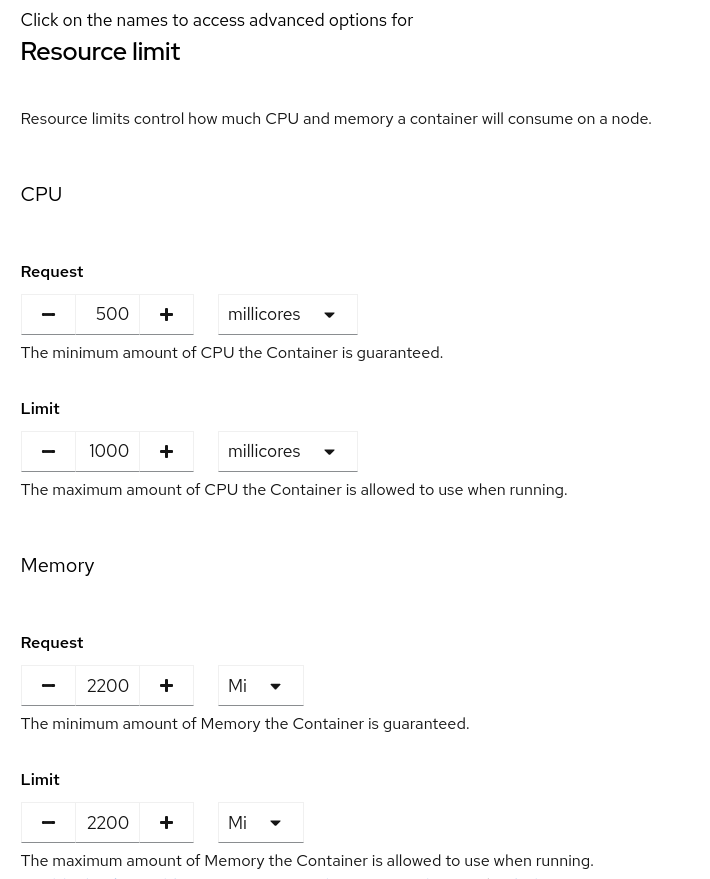 Click on the names to access advanced options for
Resource limit
Resource limits control how much CPU and memory a container will consume on a node.
CPU
Request
500 millicores
The minimum amount of CPU the Container is guaranteed.
Limit
1000 millicores
The maximum amount of CPU the Container is allowed to use when running.
Memory
Request
2200 Mi
The minimum amount of Memory the Container is guaranteed.
Limit
2200 Mi
The maximum amount of Memory the Container is allowed to use when running.